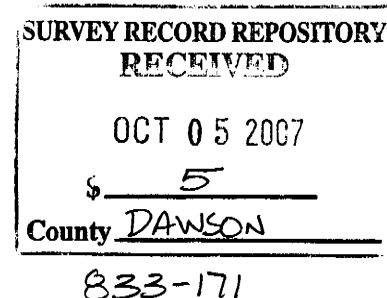 SURVEY RECORD REPOSITORY
RECEIVED
OCT 05 2007
$ 5
County DAWSON
833-171